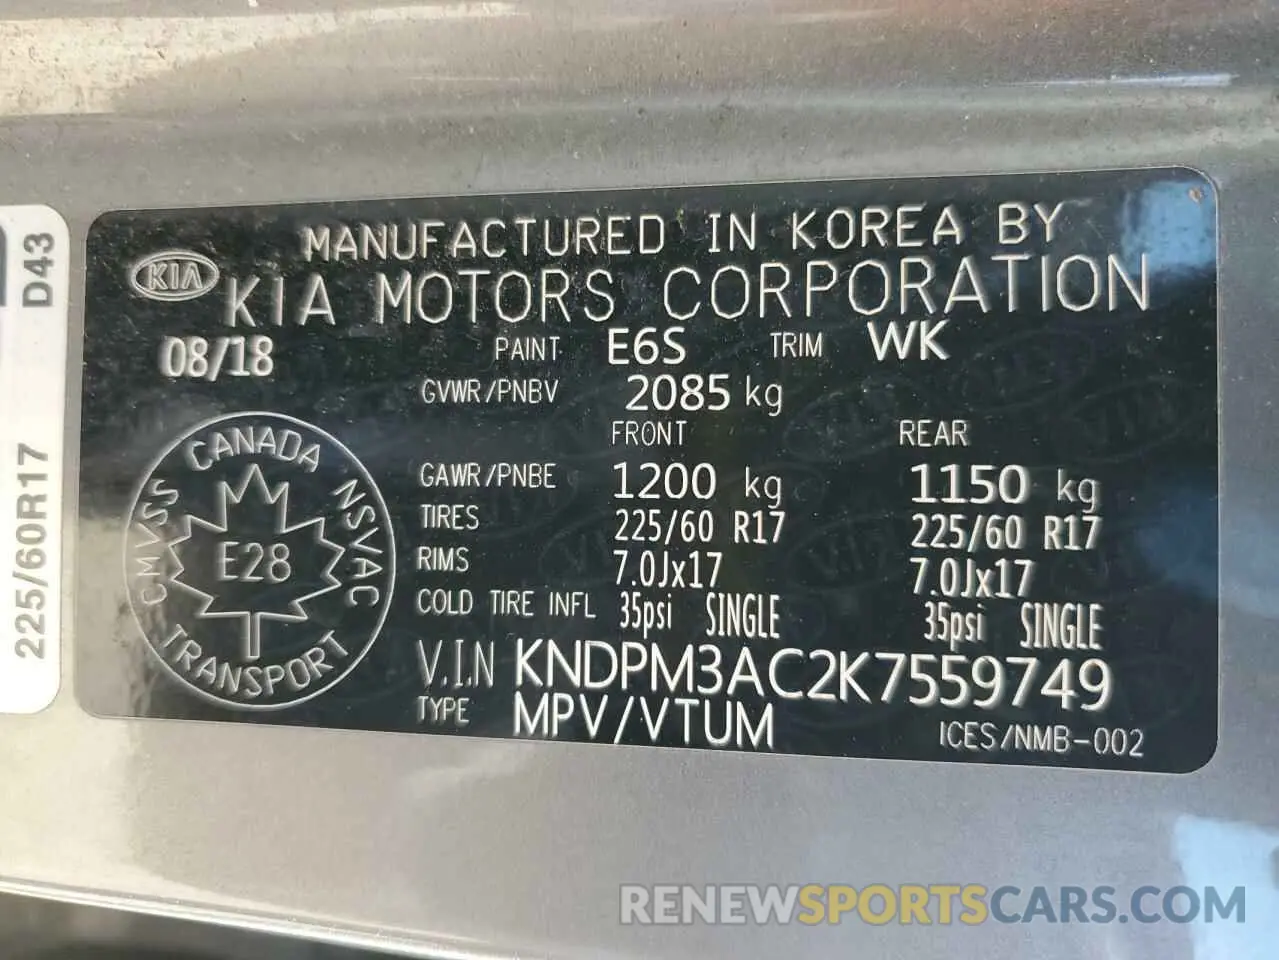 MANUFACTURED IN KOREA BY
KIA KIA MOTORS CORPORATION
08/18 PAINT E6S TRIM WK
GVWR/PNBV 2085 kg
FRONT REAR
GAWR/PNBE 1200 kg 1150 kg
TIRES 225/60 R17 225/60 R17
RIMS 7.0Jx17 7.0Jx17
COLD TIRE INFL 35psi SINGLE 35psi SINGLE
V.I.N KNDPM3AC2K7559749
TYPE MPV/VTUM ICES/NMB-002
CANADA
CMVSS NSVAC
E28
TRANSPORT
225/60R17 D43
RENEWSPORTSCARS.COM